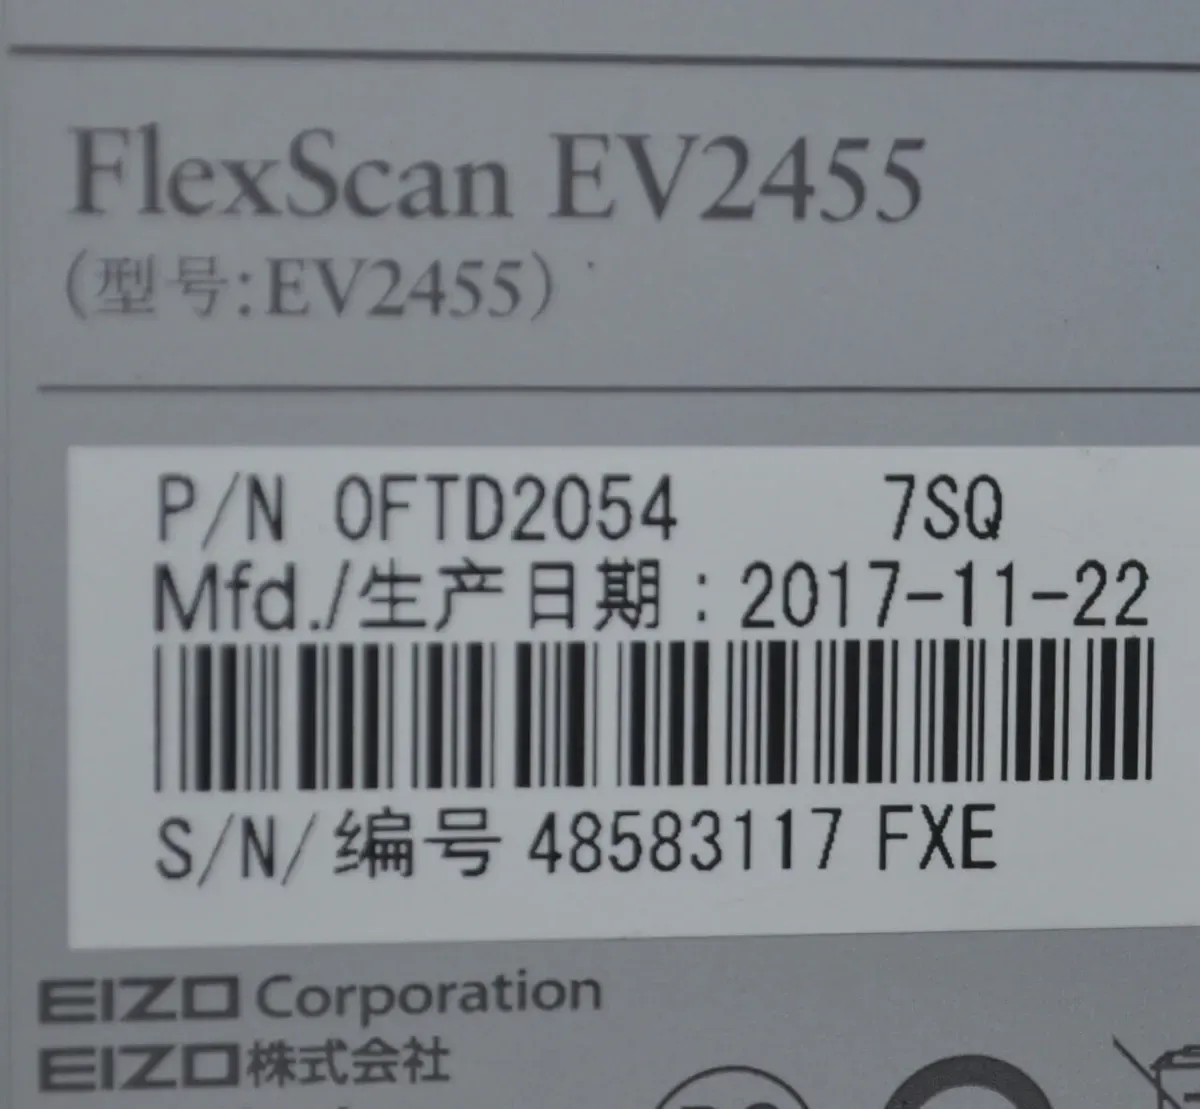 FlexScan EV2455
(型号:EV2455)
P/N 0FTD2054 7SQ
Mfd./生产日期:2017-11-22
S/N/编号 48583117 FXE
EIZO Corporation
EIZO株式会社